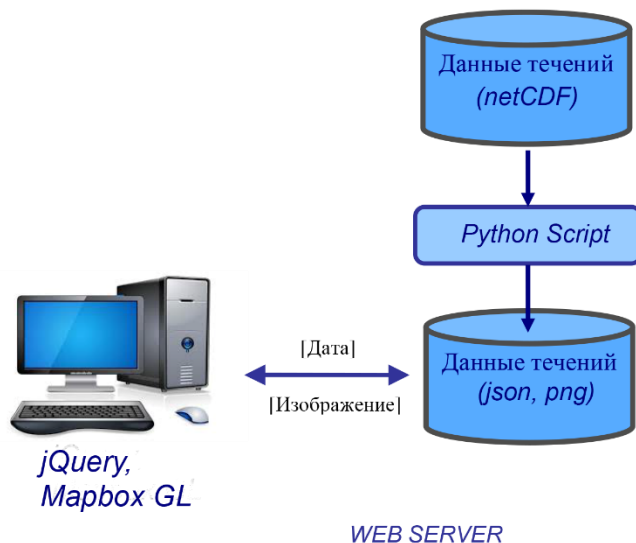 Данные течений
(netCDF)
Python Script
|Дата|
Данные течений
(json, png)
|Изображение|
jQuery,
Mapbox GL
WEB SERVER